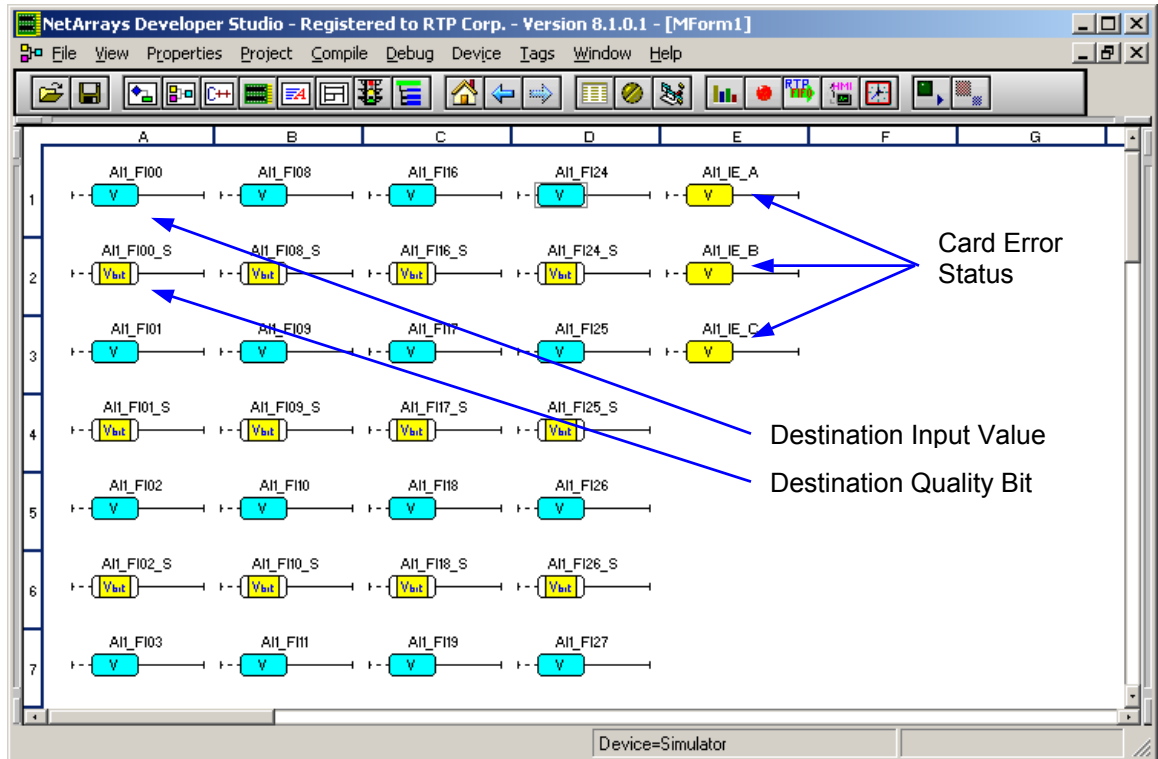 NetArrays Developer Studio - Registered to RTP Corp. - Version 8.1.0.1 - [MForm1]
File View Properties Project Compile Debug Device Tags Window Help
C++ A RTP HMI
A B C D E F G
AI1_FI00 AI1_FI08 AI1_FI16 AI1_FI24 AI1_IE_A
1 V V V V V
Card Error
Status
AI1_FI00_S AI1_FI08_S AI1_FI16_S AI1_FI24_S AI1_IE_B
2 Vbit Vbit Vbit Vbit V
AI1_FI01 AI1_FI09 AI1_FI17 AI1_FI25 AI1_IE_C
3 V V V V V
AI1_FI01_S AI1_FI09_S AI1_FI17_S AI1_FI25_S
4 Vbit Vbit Vbit Vbit
Destination Input Value
Destination Quality Bit
AI1_FI02 AI1_FI10 AI1_FI18 AI1_FI26
5 V V V V
AI1_FI02_S AI1_FI10_S AI1_FI18_S AI1_FI26_S
6 Vbit Vbit Vbit Vbit
AI1_FI03 AI1_FI11 AI1_FI19 AI1_FI27
7 V V V V
Device=Simulator